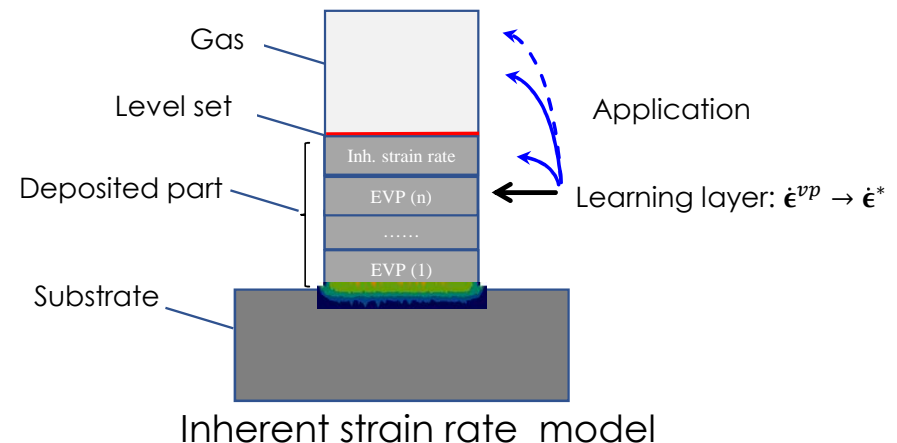 Gas
Level set
Application
Inh. strain rate
Deposited part
EVP (n)
Learning layer: ε̇ᵛᵖ → ε̇*
......
EVP (1)
Substrate
Inherent strain rate model